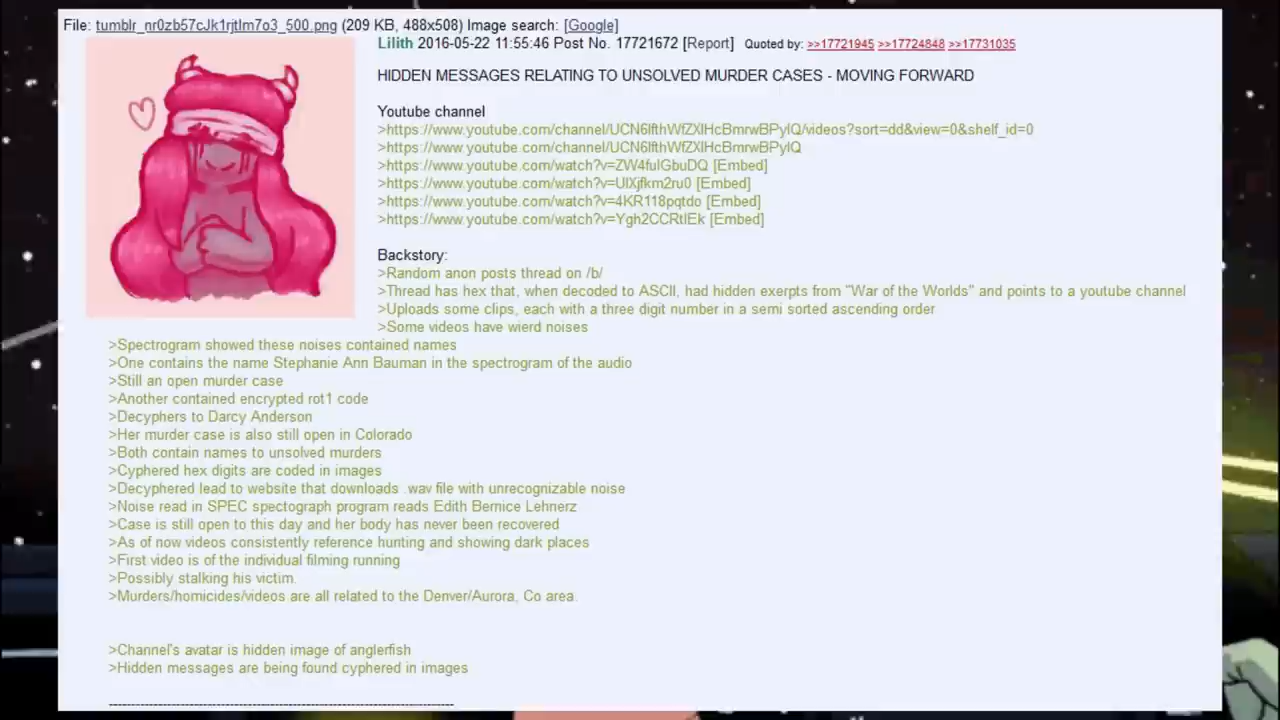 File: tumblr_nr0zb57cJk1rjtlm7o3_500.png (209 KB, 488x508) Image search: [Google]
Lilith 2016-05-22 11:55:46 Post No. 17721672 [Report] Quoted by: >>17721945 >>17724848 >>17731035
HIDDEN MESSAGES RELATING TO UNSOLVED MURDER CASES - MOVING FORWARD
Youtube channel
>https://www.youtube.com/channel/UCN6lfthWfZXlHcBmrwBPylQ/videos?sort=dd&view=0&shelf_id=0
>https://www.youtube.com/channel/UCN6lfthWfZXlHcBmrwBPylQ
>https://www.youtube.com/watch?v=ZW4fulGbuDQ [Embed]
>https://www.youtube.com/watch?v=UlXjfkm2ru0 [Embed]
>https://www.youtube.com/watch?v=4KR118pqtdo [Embed]
>https://www.youtube.com/watch?v=Ygh2CCRtlEk [Embed]
Backstory:
>Random anon posts thread on /b/
>Thread has hex that, when decoded to ASCII, had hidden exerpts from "War of the Worlds" and points to a youtube channel
>Uploads some clips, each with a three digit number in a semi sorted ascending order
>Some videos have wierd noises
>Spectrogram showed these noises contained names
>One contains the name Stephanie Ann Bauman in the spectrogram of the audio
>Still an open murder case
>Another contained encrypted rot1 code
>Decyphers to Darcy Anderson
>Her murder case is also still open in Colorado
>Both contain names to unsolved murders
>Cyphered hex digits are coded in images
>Decyphered lead to website that downloads .wav file with unrecognizable noise
>Noise read in SPEC spectograph program reads Edith Bernice Lehnerz
>Case is still open to this day and her body has never been recovered
>As of now videos consistently reference hunting and showing dark places
>First video is of the individual filming running
>Possibly stalking his victim.
>Murders/homicides/videos are all related to the Denver/Aurora, Co area.
>Channel's avatar is hidden image of anglerfish
>Hidden messages are being found cyphered in images